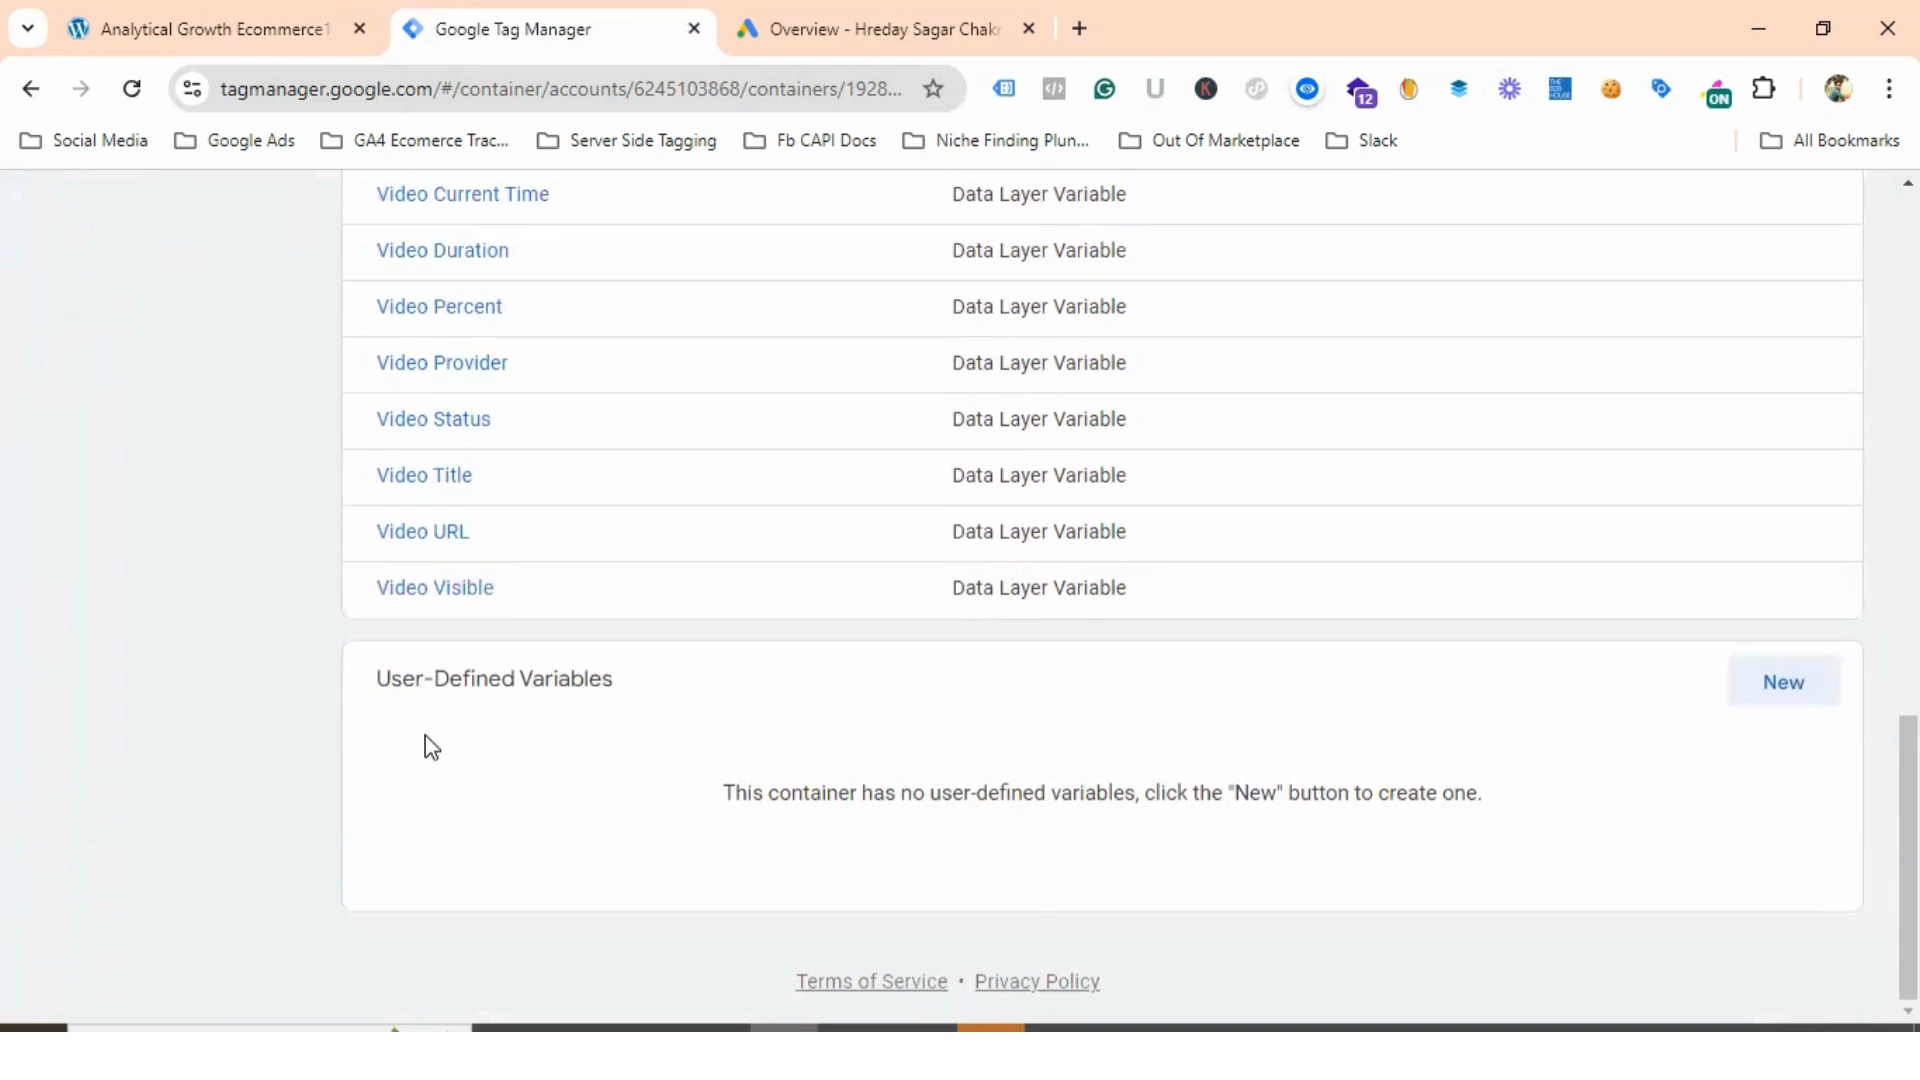 Analytical Growth Ecommerce1
Google Tag Manager
Overview - Hreday Sagar Chakr
tagmanager.google.com/#/container/accounts/6245103868/containers/1928...
12
ON
Social Media
Google Ads
GA4 Ecomerce Trac...
Server Side Tagging
Fb CAPI Docs
Niche Finding Plun...
Out Of Marketplace
Slack
All Bookmarks
Video Current Time Data Layer Variable
Video Duration Data Layer Variable
Video Percent Data Layer Variable
Video Provider Data Layer Variable
Video Status Data Layer Variable
Video Title Data Layer Variable
Video URL Data Layer Variable
Video Visible Data Layer Variable
User-Defined Variables
New
This container has no user-defined variables, click the "New" button to create one.
Terms of Service • Privacy Policy